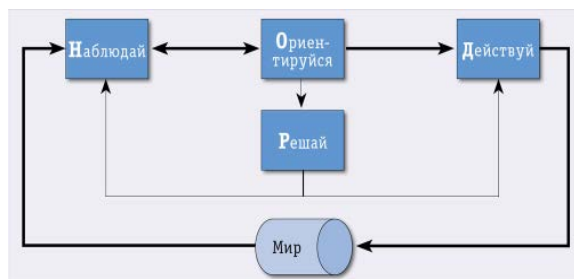 Наблюдай
Ориен-
тируйся
Действуй
Решай
Мир